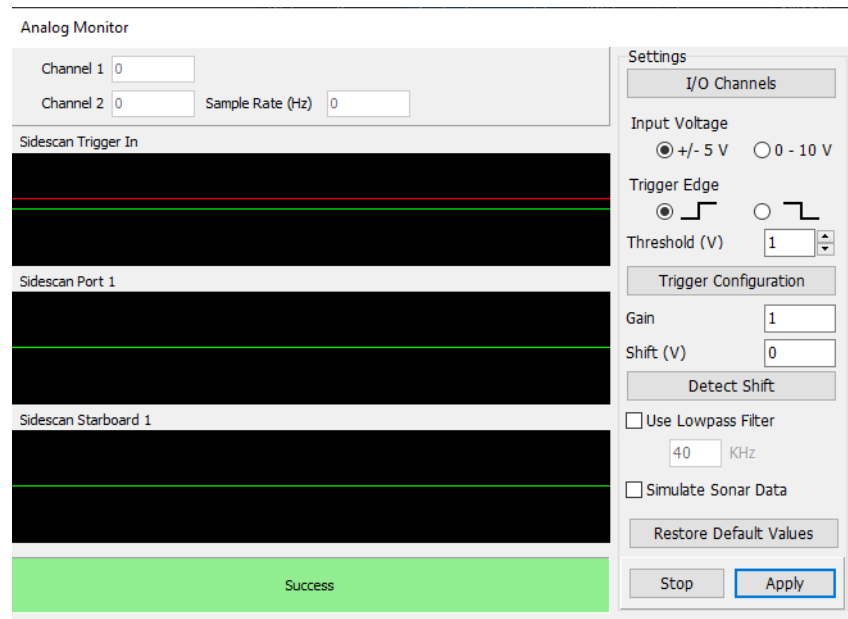 Analog Monitor
Channel 1 0
Channel 2 0 Sample Rate (Hz) 0
Sidescan Trigger In
Sidescan Port 1
Sidescan Starboard 1
Success
Settings
I/O Channels
Input Voltage
+/- 5 V 0 - 10 V
Trigger Edge
Threshold (V) 1
Trigger Configuration
Gain 1
Shift (V) 0
Detect Shift
Use Lowpass Filter
40 KHz
Simulate Sonar Data
Restore Default Values
Stop Apply